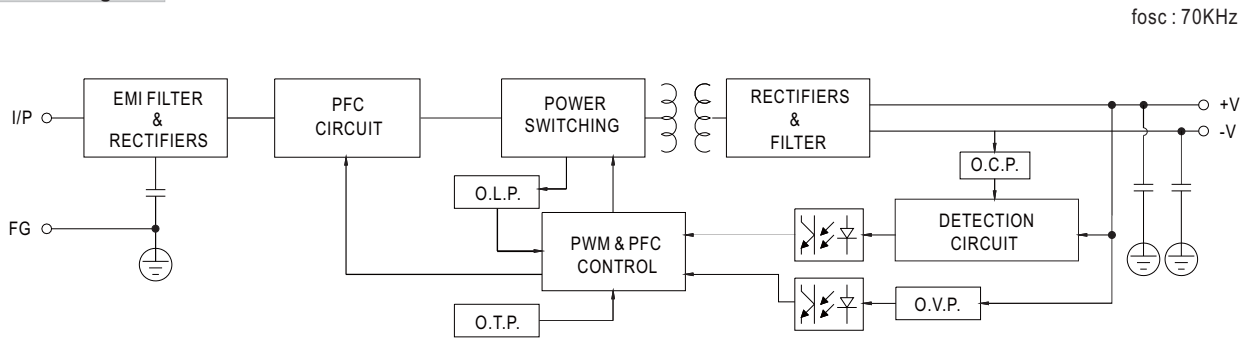 fosc : 70KHz
I/P
EMI FILTER
&
RECTIFIERS
PFC
CIRCUIT
POWER
SWITCHING
RECTIFIERS
&
FILTER
+V
-V
O.C.P.
O.L.P.
FG
PWM & PFC
CONTROL
DETECTION
CIRCUIT
O.T.P.
O.V.P.